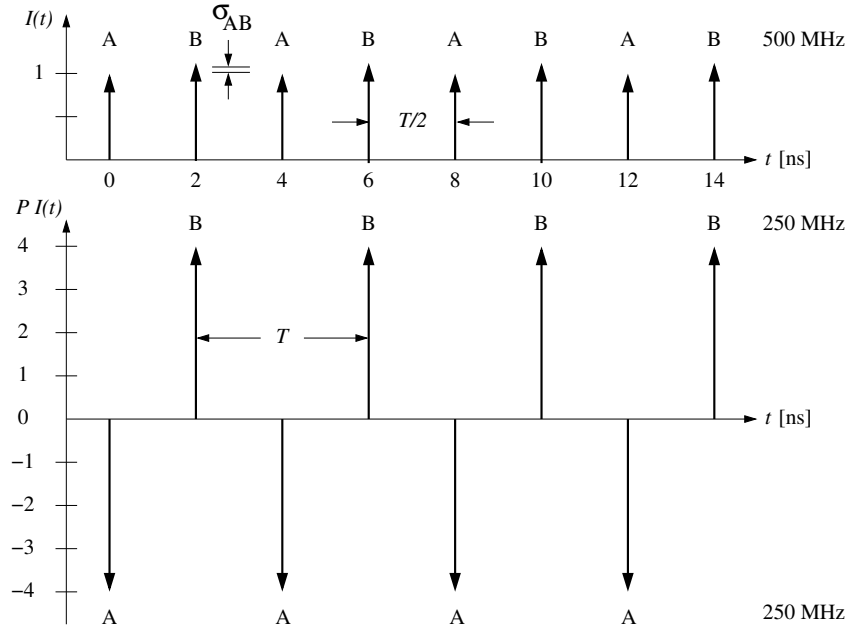 I(t)
σAB
A B A B A B A B 500 MHz
1
T/2
t [ns]
0 2 4 6 8 10 12 14
P I(t)
B B B B 250 MHz
4
3
2
T
1
0
t [ns]
−1
−2
−3
−4
A A A A 250 MHz